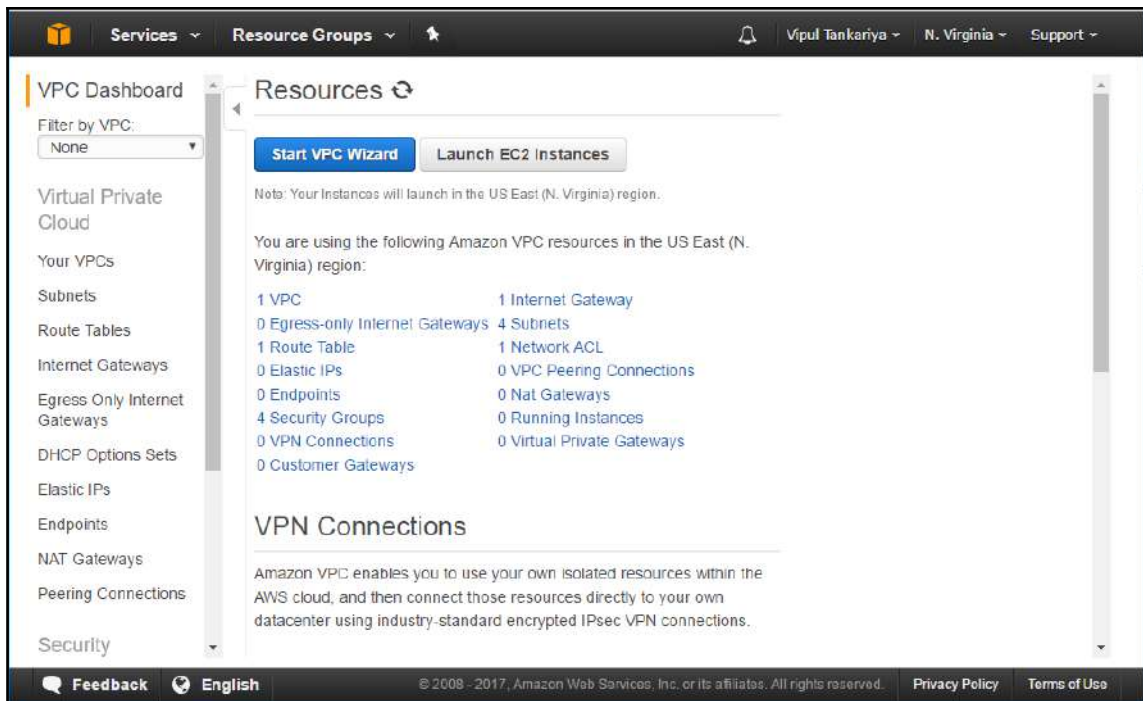 Services Resource Groups Vipul Tankariya N. Virginia Support
VPC Dashboard
Filter by VPC:
None
Virtual Private
Cloud
Your VPCs
Subnets
Route Tables
Internet Gateways
Egress Only Internet
Gateways
DHCP Options Sets
Elastic IPs
Endpoints
NAT Gateways
Peering Connections
Security
Resources
Start VPC Wizard Launch EC2 Instances
Note: Your Instances will launch in the US East (N. Virginia) region.
You are using the following Amazon VPC resources in the US East (N.
Virginia) region:
1 VPC 1 Internet Gateway
0 Egress-only Internet Gateways 4 Subnets
1 Route Table 1 Network ACL
0 Elastic IPs 0 VPC Peering Connections
0 Endpoints 0 Nat Gateways
4 Security Groups 0 Running Instances
0 VPN Connections 0 Virtual Private Gateways
0 Customer Gateways
VPN Connections
Amazon VPC enables you to use your own isolated resources within the
AWS cloud, and then connect those resources directly to your own
datacenter using industry-standard encrypted IPsec VPN connections.
Feedback English © 2008 - 2017, Amazon Web Services, Inc. or its affiliates. All rights reserved. Privacy Policy Terms of Use